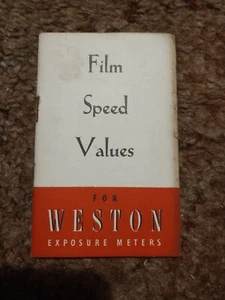 Film
Speed
Values
FOR
WESTON
EXPOSURE METERS